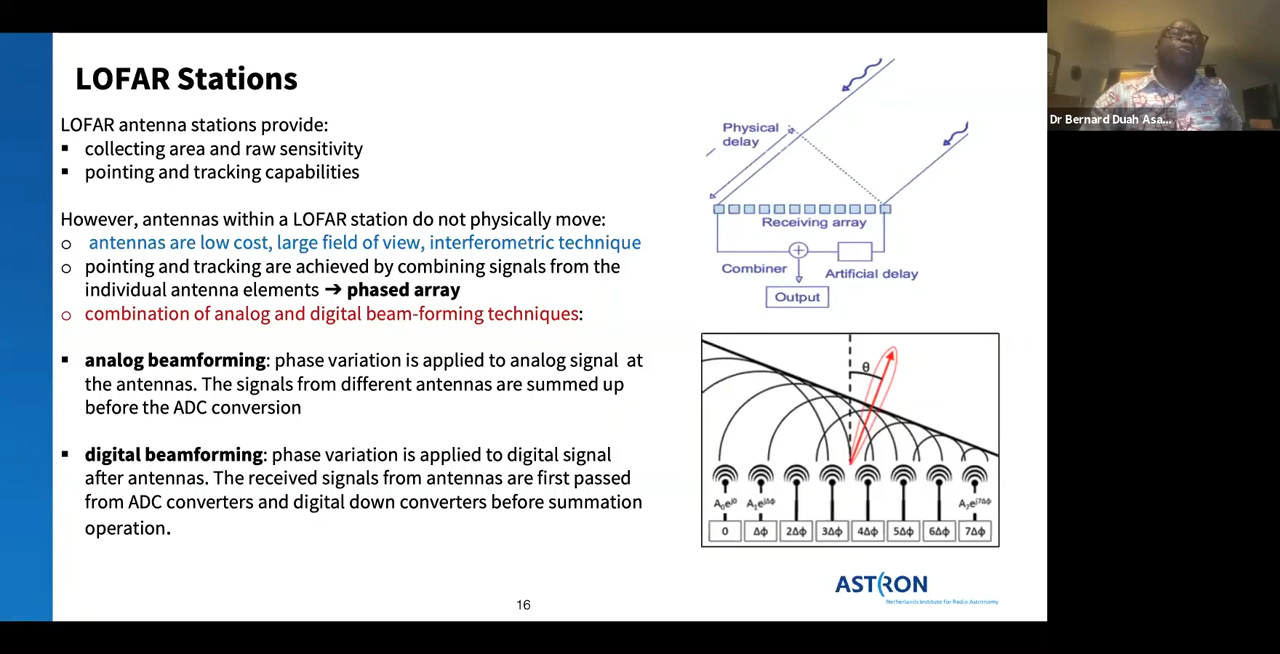 LOFAR Stations
LOFAR antenna stations provide:
▪ collecting area and raw sensitivity
▪ pointing and tracking capabilities
However, antennas within a LOFAR station do not physically move:
o antennas are low cost, large field of view, interferometric technique
o pointing and tracking are achieved by combining signals from the
individual antenna elements ➔ phased array
o combination of analog and digital beam-forming techniques:
▪ analog beamforming: phase variation is applied to analog signal at
the antennas. The signals from different antennas are summed up
before the ADC conversion
▪ digital beamforming: phase variation is applied to digital signal
after antennas. The received signals from antennas are first passed
from ADC converters and digital down converters before summation
operation.
Physical
delay
Receiving array
Combiner
Artificial delay
Output
θ
A₀eʲ⁰ A₁eʲᐞᵠ A₇eʲ⁷ᐞᵠ
0 Δϕ 2Δϕ 3Δϕ 4Δϕ 5Δϕ 6Δϕ 7Δϕ
ASTRON
Netherlands Institute for Radio Astronomy
16
Dr Bernard Duah Asa...